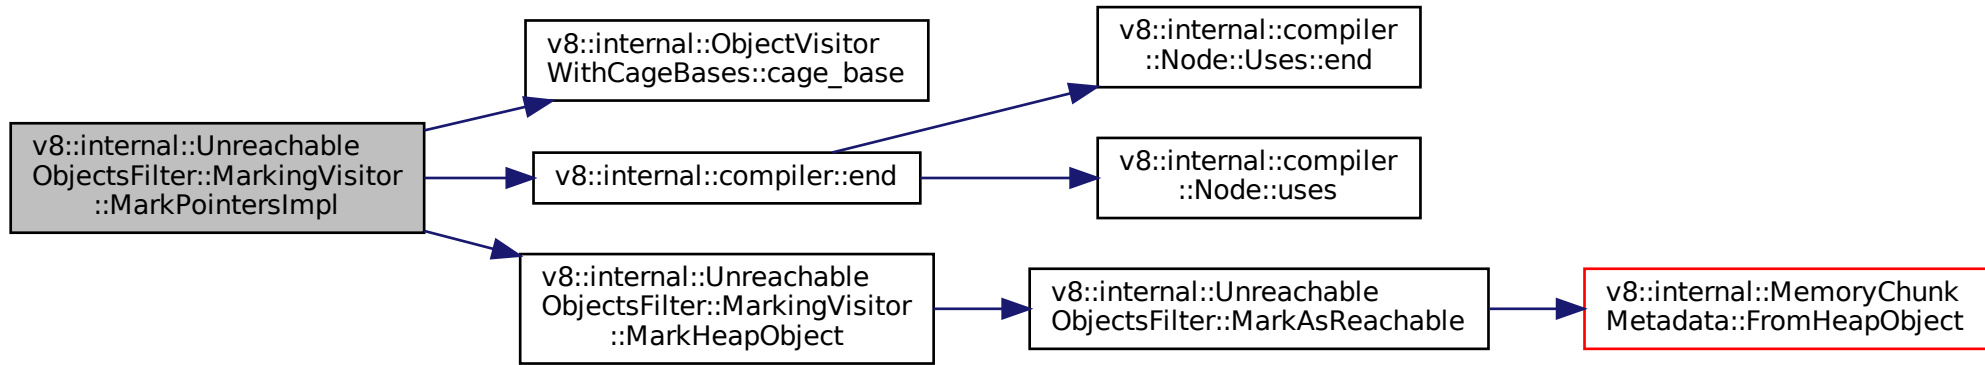 v8::internal::Unreachable
ObjectsFilter::MarkingVisitor
::MarkPointersImpl
v8::internal::ObjectVisitor
WithCageBases::cage_base
v8::internal::compiler::end
v8::internal::compiler
::Node::Uses::end
v8::internal::compiler
::Node::uses
v8::internal::Unreachable
ObjectsFilter::MarkingVisitor
::MarkHeapObject
v8::internal::Unreachable
ObjectsFilter::MarkAsReachable
v8::internal::MemoryChunk
Metadata::FromHeapObject